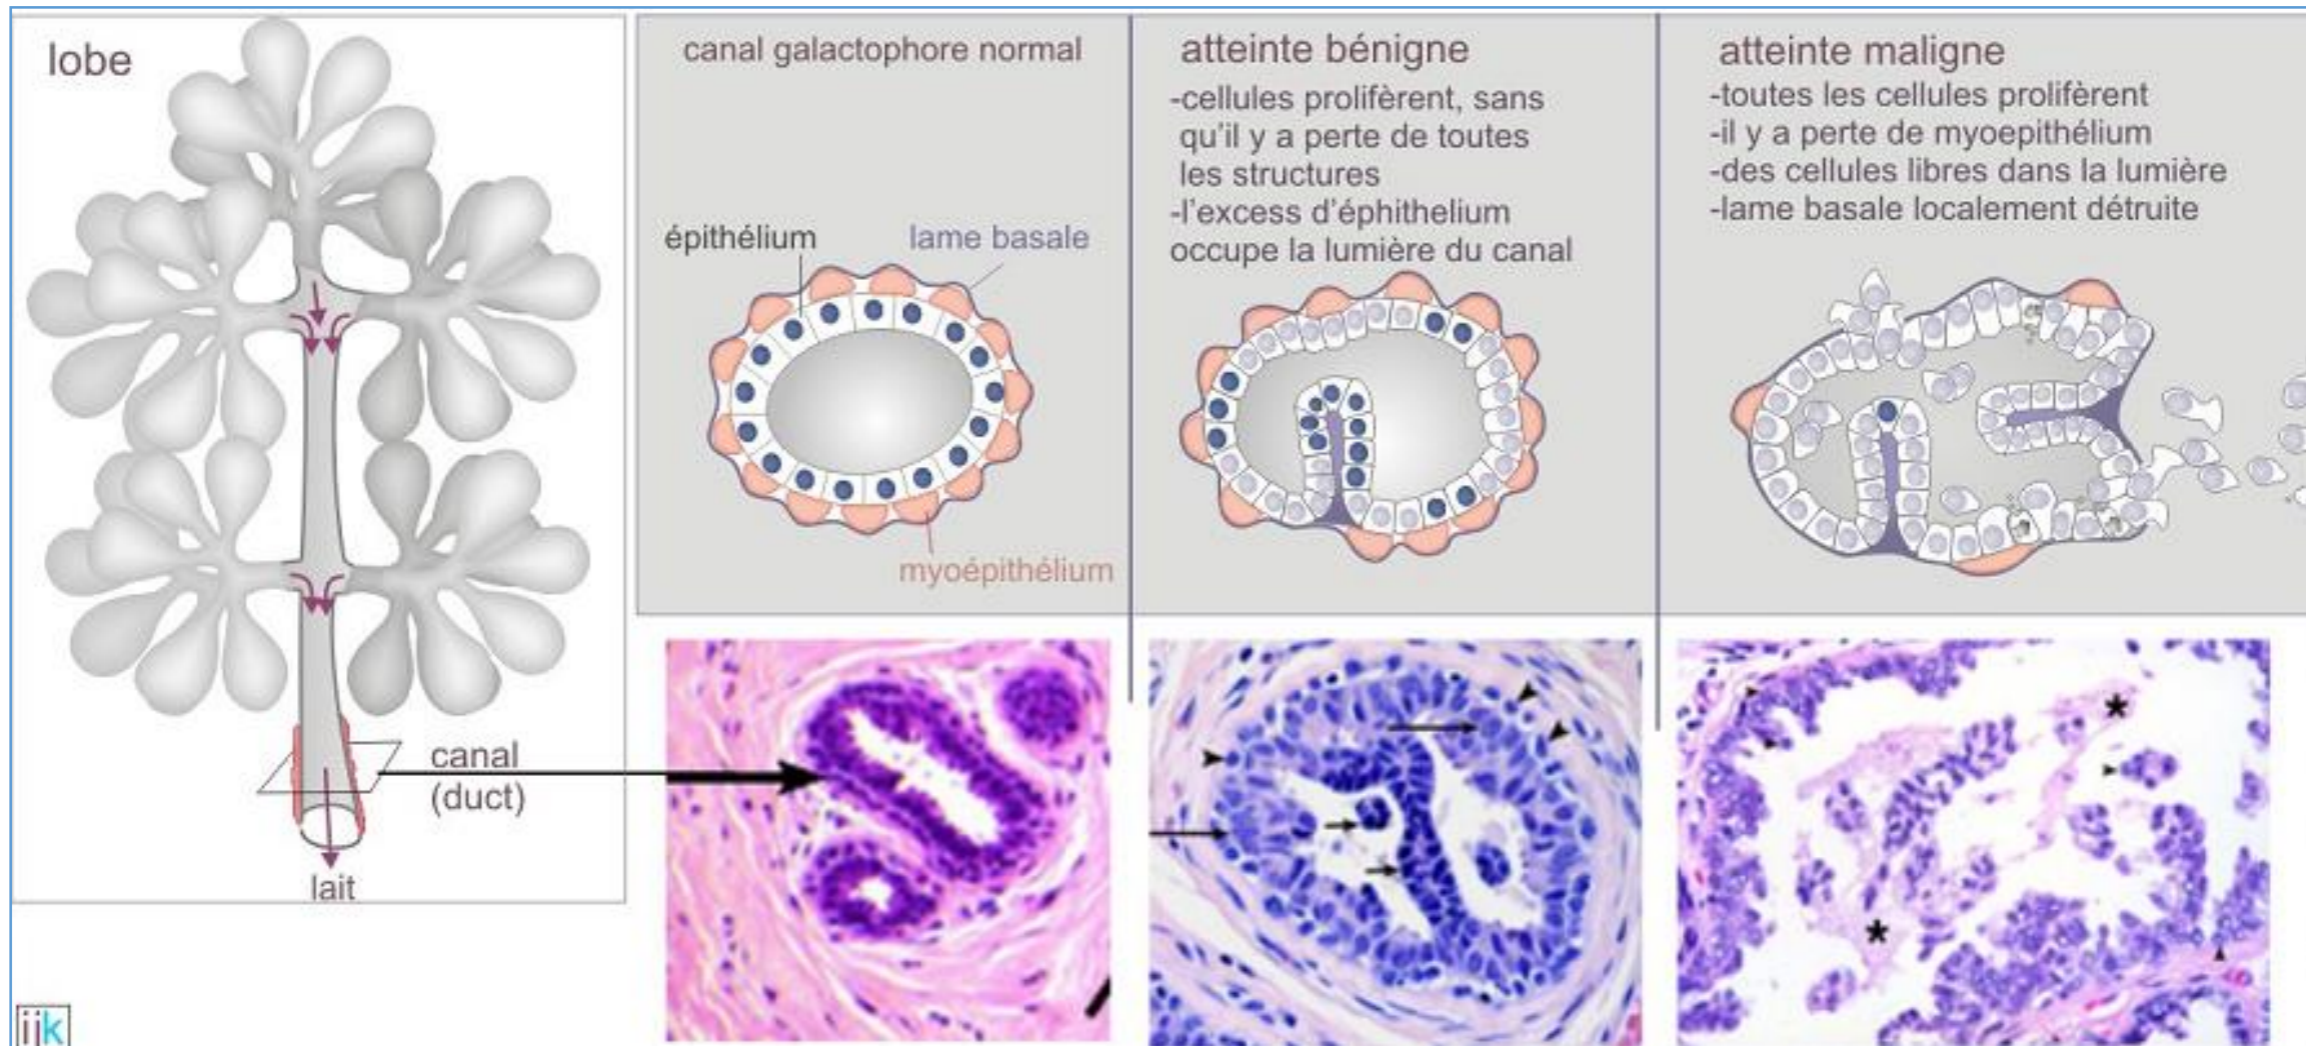 lobe
canal
(duct)
lait
canal galactophore normal
épithélium
lame basale
myoépithélium
atteinte bénigne
-cellules prolifèrent, sans
qu'il y a perte de toutes
les structures
-l'excess d'éphithelium
occupe la lumière du canal
atteinte maligne
-toutes les cellules prolifèrent
-il y a perte de myoepithélium
-des cellules libres dans la lumière
-lame basale localement détruite
*
*
ijk